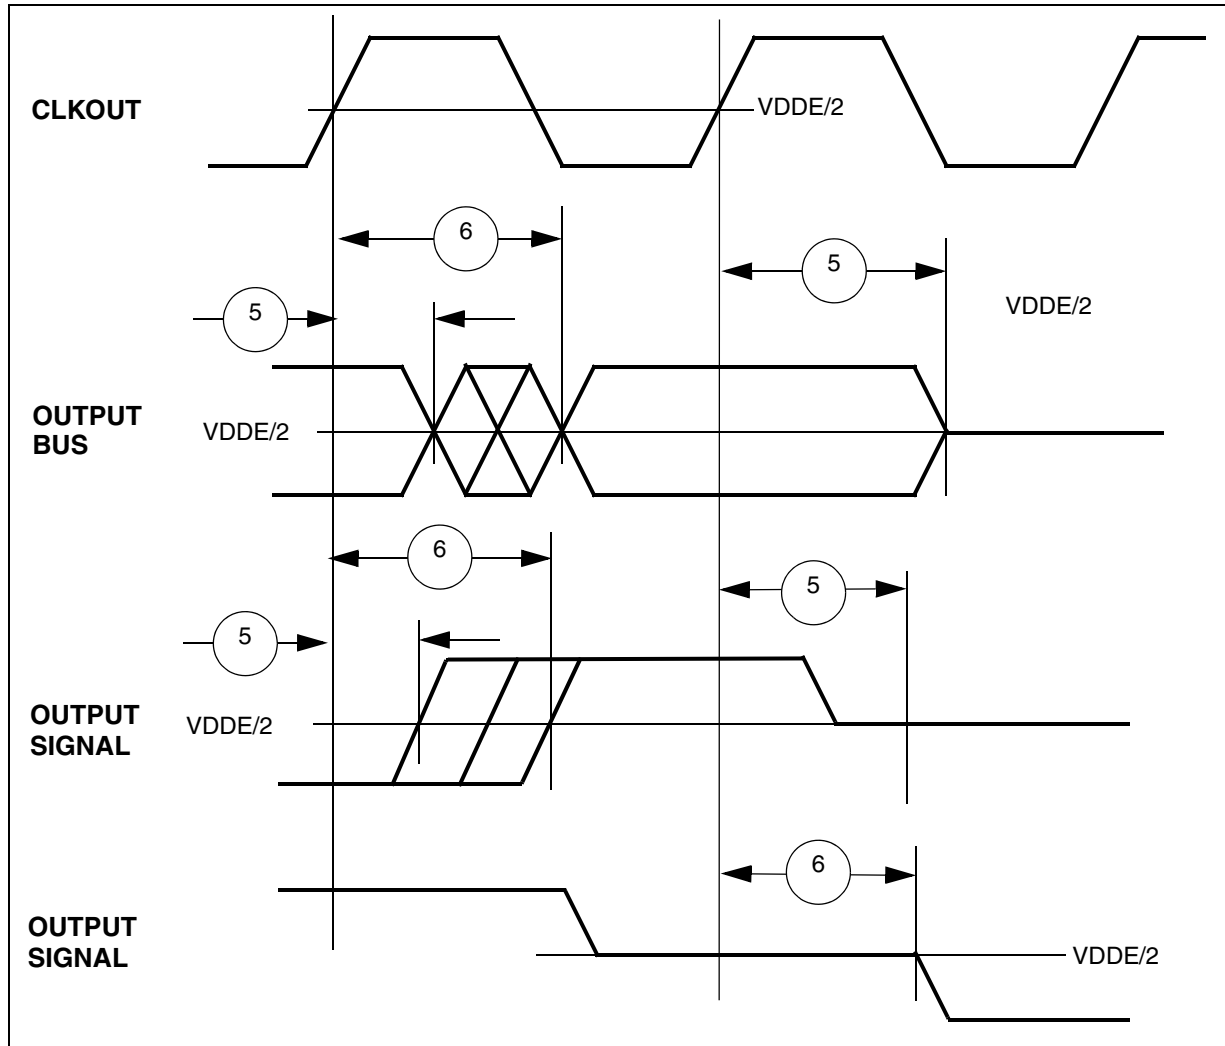 CLKOUT
VDDE/2
6
5
5
VDDE/2
OUTPUT
BUS
VDDE/2
6
5
5
OUTPUT
SIGNAL
VDDE/2
6
OUTPUT
SIGNAL
VDDE/2